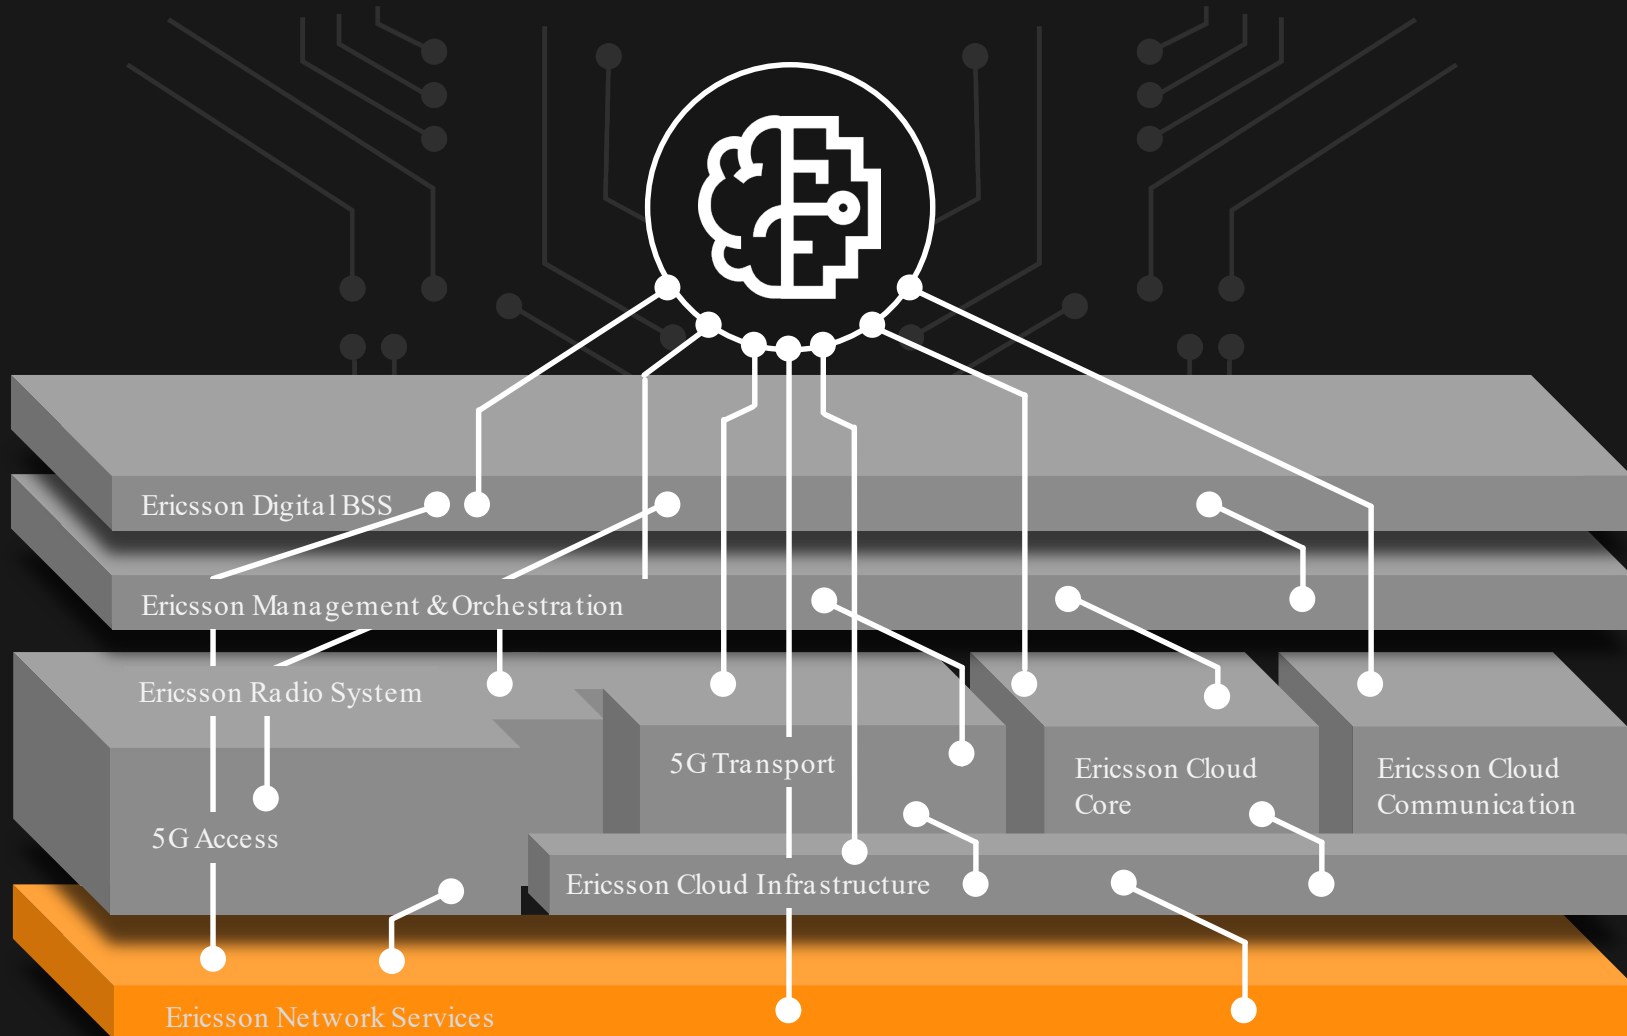 Ericsson Digital BSS
Ericsson Management & Orchestration
Ericsson Radio System
5G Transport
Ericsson Cloud
Core
Ericsson Cloud
Communication
5G Access
Ericsson Cloud Infrastructure
Ericsson Network Services